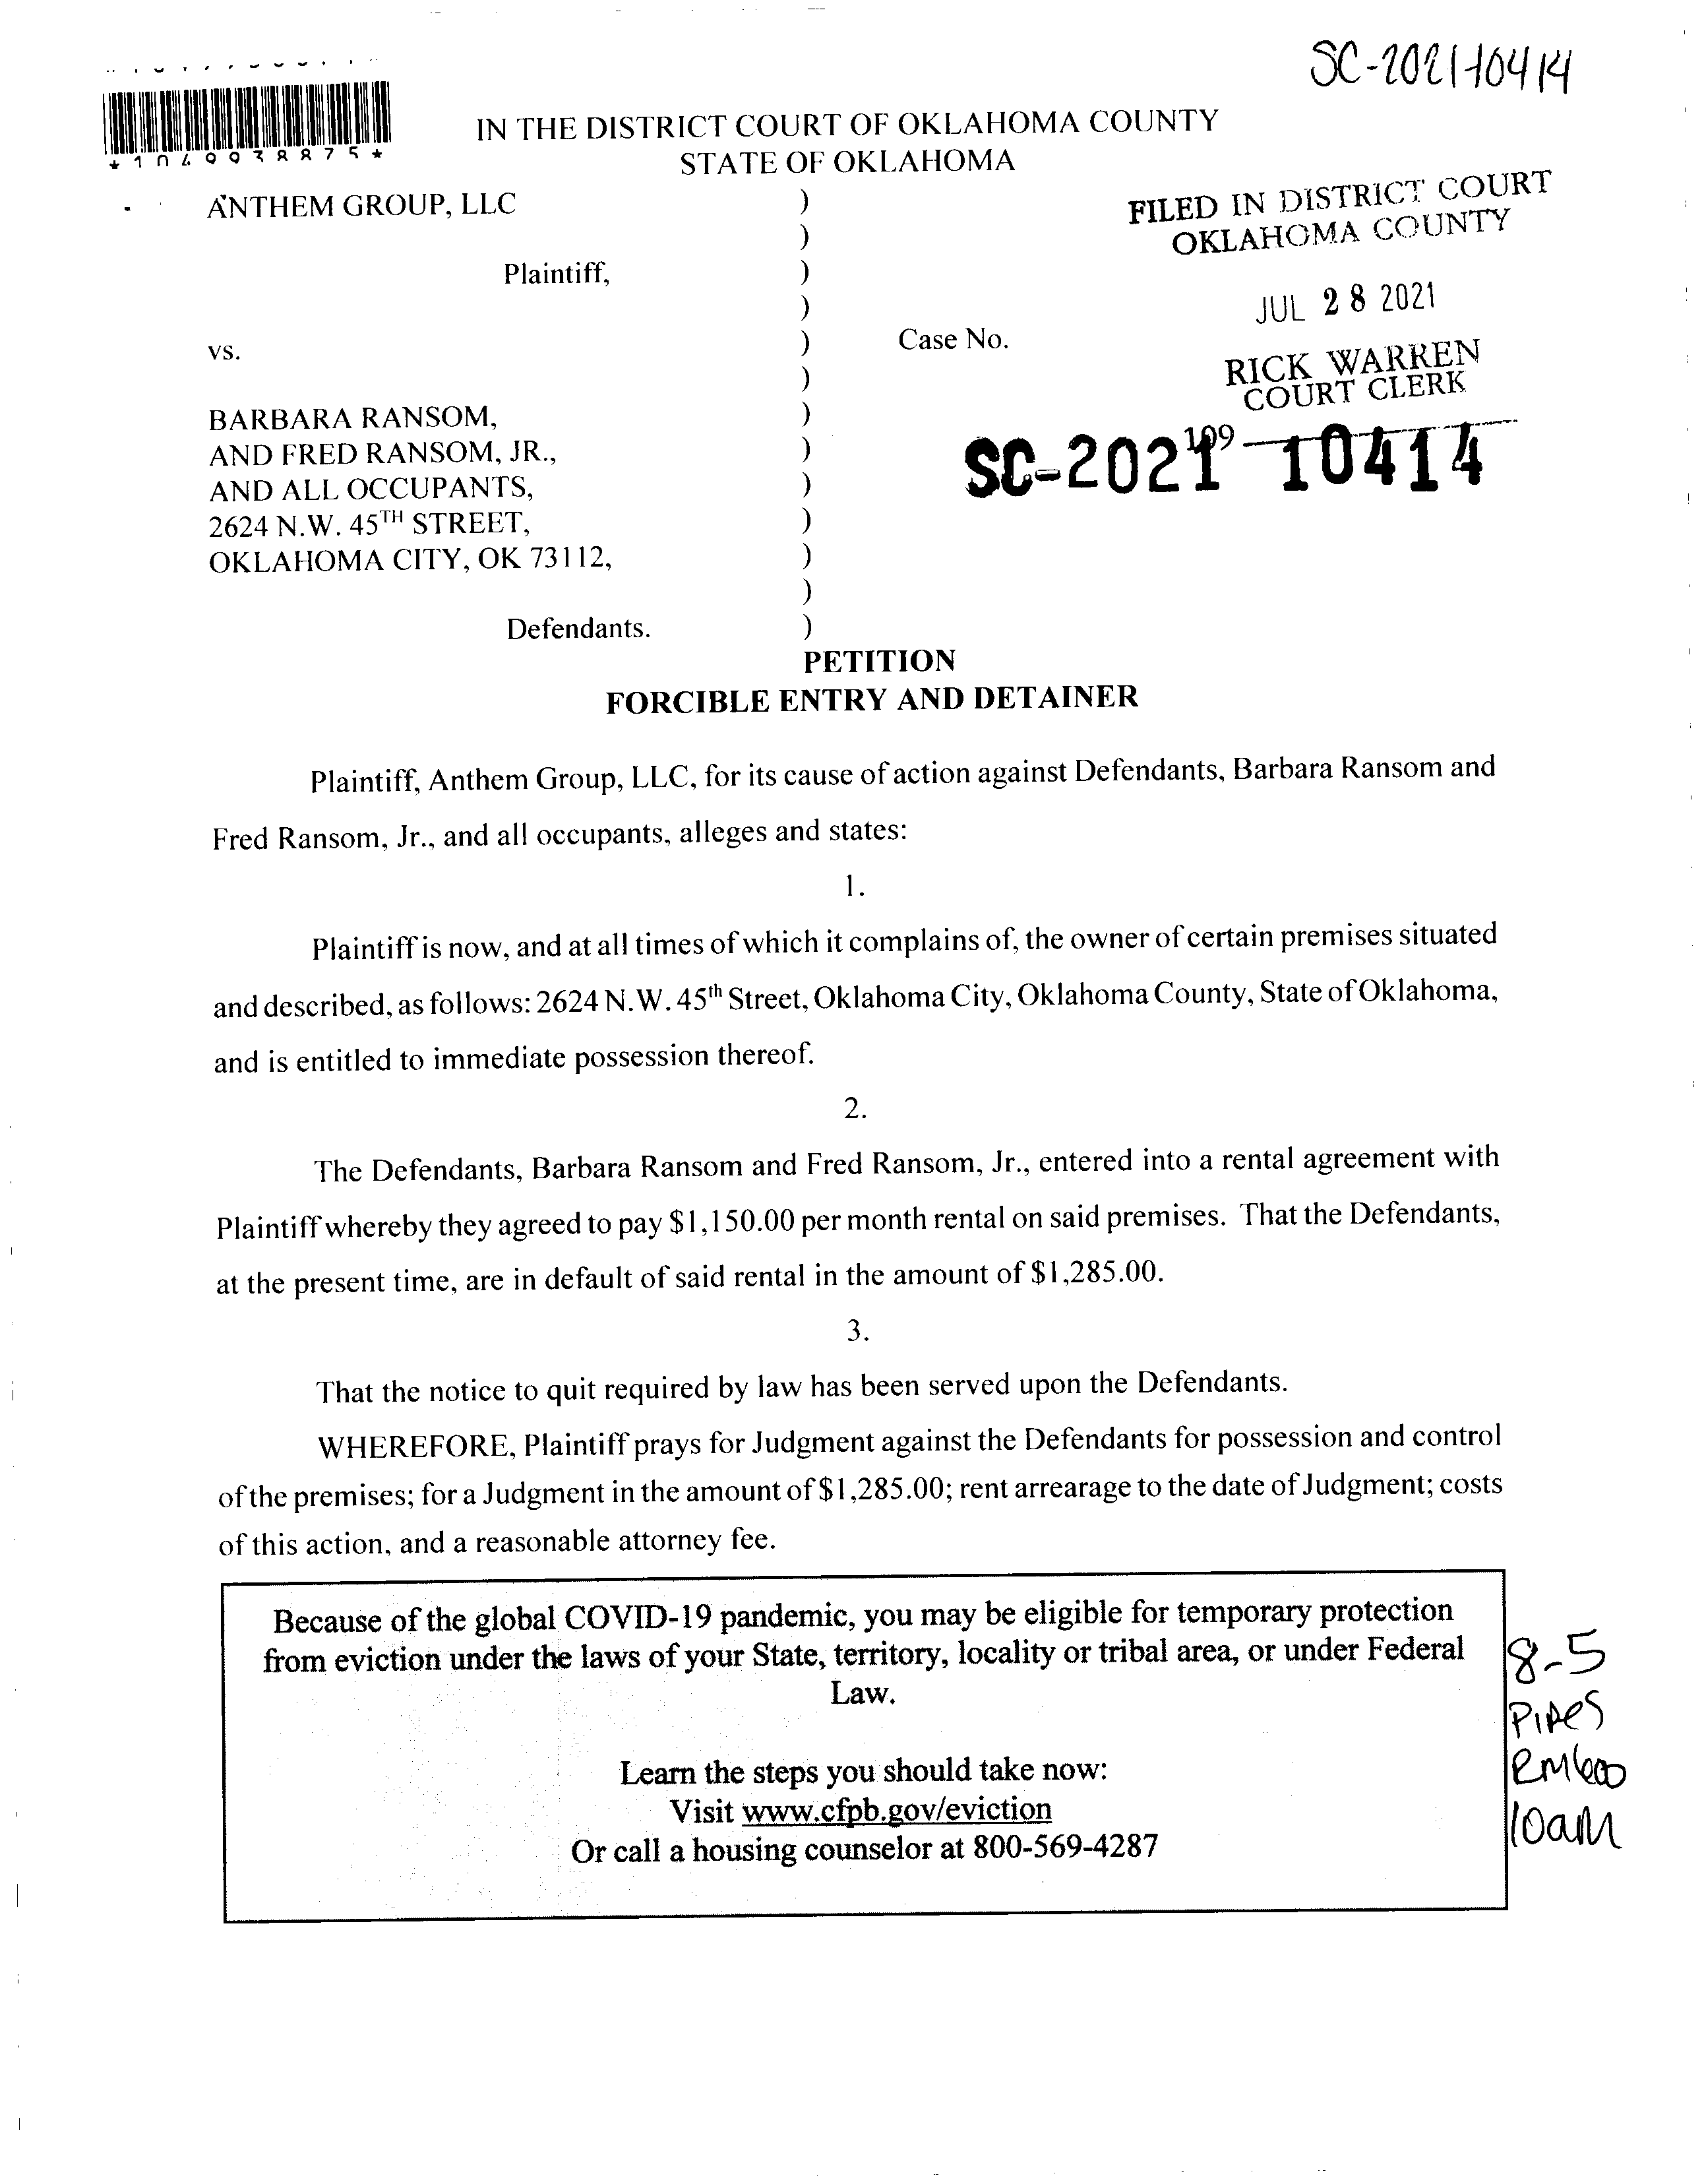 SC-2021-10414
*1049938875*
IN THE DISTRICT COURT OF OKLAHOMA COUNTY
STATE OF OKLAHOMA
ANTHEM GROUP, LLC )
)
Plaintiff, )
)
vs. ) Case No.
)
BARBARA RANSOM, )
AND FRED RANSOM, JR., )
AND ALL OCCUPANTS, )
2624 N.W. 45TH STREET, )
OKLAHOMA CITY, OK 73112, )
)
Defendants. )
FILED IN DISTRICT COURT
OKLAHOMA COUNTY
JUL 28 2021
RICK WARREN
COURT CLERK
109
SC-2021 10414
PETITION
FORCIBLE ENTRY AND DETAINER
Plaintiff, Anthem Group, LLC, for its cause of action against Defendants, Barbara Ransom and
Fred Ransom, Jr., and all occupants, alleges and states:
1.
Plaintiff is now, and at all times of which it complains of, the owner of certain premises situated
and described, as follows: 2624 N.W. 45th Street, Oklahoma City, Oklahoma County, State of Oklahoma,
and is entitled to immediate possession thereof.
2.
The Defendants, Barbara Ransom and Fred Ransom, Jr., entered into a rental agreement with
Plaintiff whereby they agreed to pay $1,150.00 per month rental on said premises. That the Defendants,
at the present time, are in default of said rental in the amount of $1,285.00.
3.
That the notice to quit required by law has been served upon the Defendants.
WHEREFORE, Plaintiff prays for Judgment against the Defendants for possession and control
of the premises; for a Judgment in the amount of $1,285.00; rent arrearage to the date of Judgment; costs
of this action, and a reasonable attorney fee.
Because of the global COVID-19 pandemic, you may be eligible for temporary protection
from eviction under the laws of your State, territory, locality or tribal area, or under Federal
Law.
Learn the steps you should take now:
Visit www.cfpb.gov/eviction
Or call a housing counselor at 800-569-4287
8-5
Pipes
RM600
10am